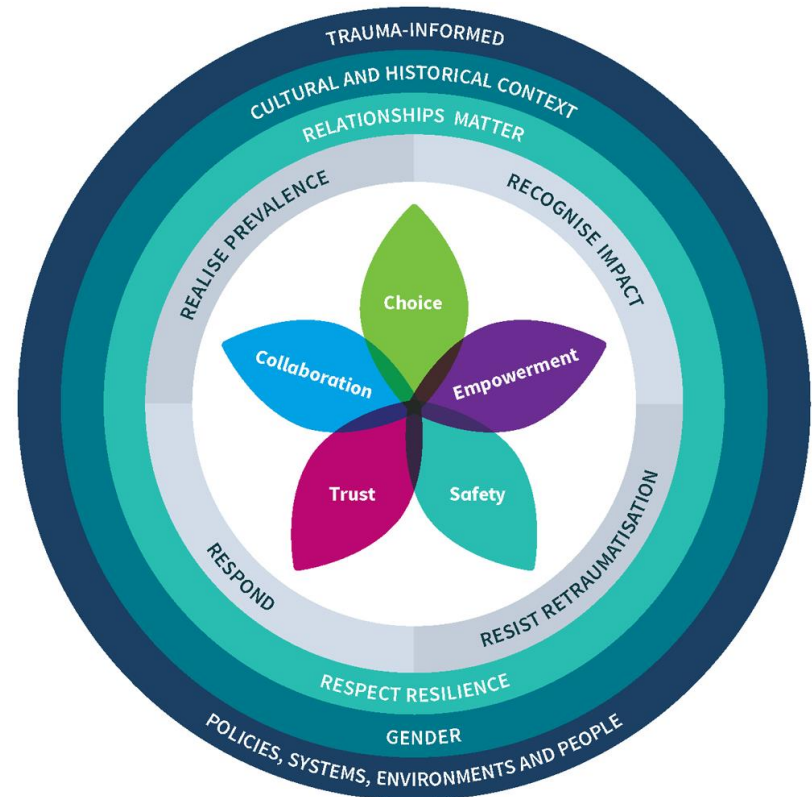 TRAUMA-INFORMED
CULTURAL AND HISTORICAL CONTEXT
RELATIONSHIPS MATTER
REALISE PREVALENCE
RECOGNISE IMPACT
Choice
Collaboration
Empowerment
Trust
Safety
RESPOND
RESIST RETRAUMATISATION
RESPECT RESILIENCE
GENDER
POLICIES, SYSTEMS, ENVIRONMENTS AND PEOPLE